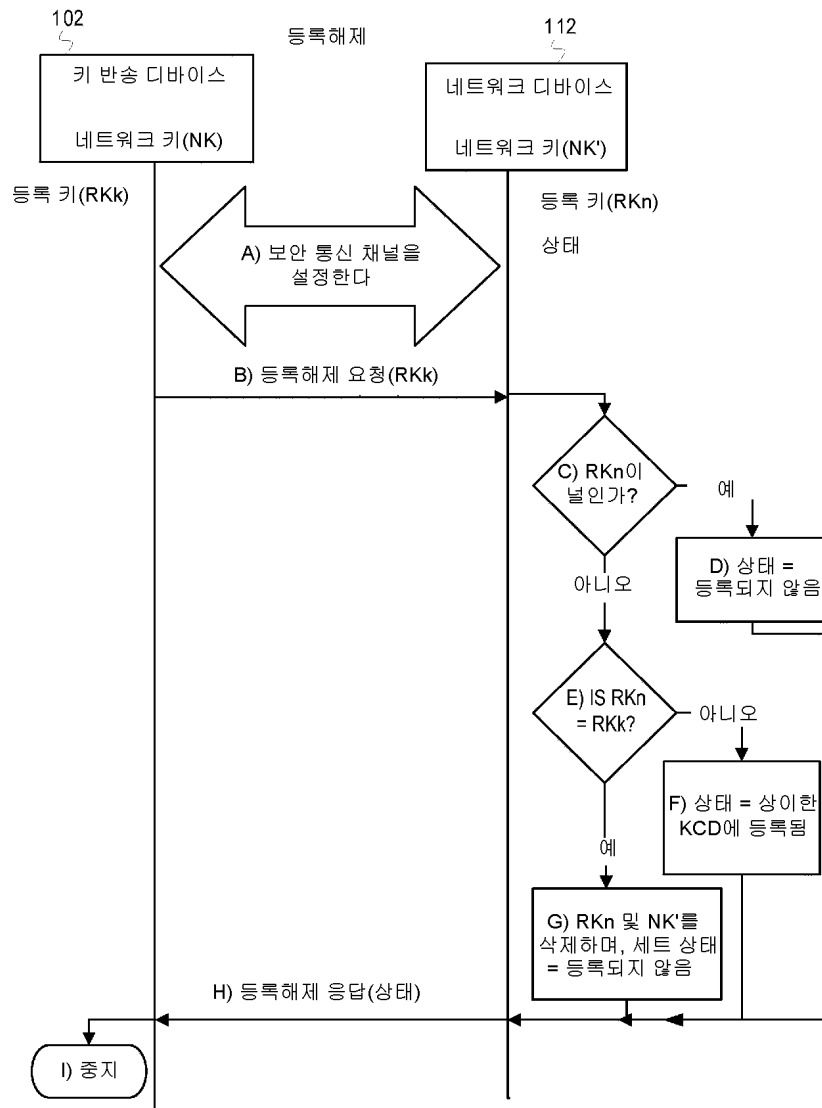 102
등록해제
112
키 반송 디바이스
네트워크 키(NK)
네트워크 디바이스
네트워크 키(NK')
등록 키(RKk)
등록 키(RKn)
상태
A) 보안 통신 채널을
설정한다
B) 등록해제 요청(RKk)
C) RKn이
널인가?
예
D) 상태 =
등록되지 않음
아니오
E) IS RKn
= RKk?
아니오
F) 상태 = 상이한
KCD에 등록됨
예
G) RKn 및 NK'를
삭제하며, 세트 상태
= 등록되지 않음
H) 등록해제 응답(상태)
I) 중지